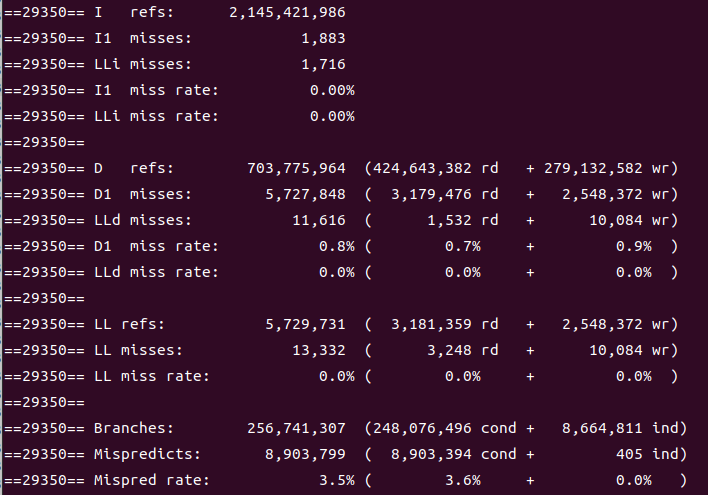 ==29350== I   refs:      2,145,421,986
==29350== I1  misses:            1,883
==29350== LLi misses:            1,716
==29350== I1  miss rate:          0.00%
==29350== LLi miss rate:          0.00%
==29350==
==29350== D   refs:        703,775,964  (424,643,382 rd   + 279,132,582 wr)
==29350== D1  misses:        5,727,848  (  3,179,476 rd   +   2,548,372 wr)
==29350== LLd misses:           11,616  (      1,532 rd   +      10,084 wr)
==29350== D1  miss rate:           0.8% (        0.7%     +         0.9%  )
==29350== LLd miss rate:           0.0% (        0.0%     +         0.0%  )
==29350==
==29350== LL refs:           5,729,731  (  3,181,359 rd   +   2,548,372 wr)
==29350== LL misses:            13,332  (      3,248 rd   +      10,084 wr)
==29350== LL miss rate:            0.0% (        0.0%     +         0.0%  )
==29350==
==29350== Branches:        256,741,307  (248,076,496 cond +   8,664,811 ind)
==29350== Mispredicts:       8,903,799  (  8,903,394 cond +         405 ind)
==29350== Mispred rate:            3.5% (        3.6%     +         0.0%   )